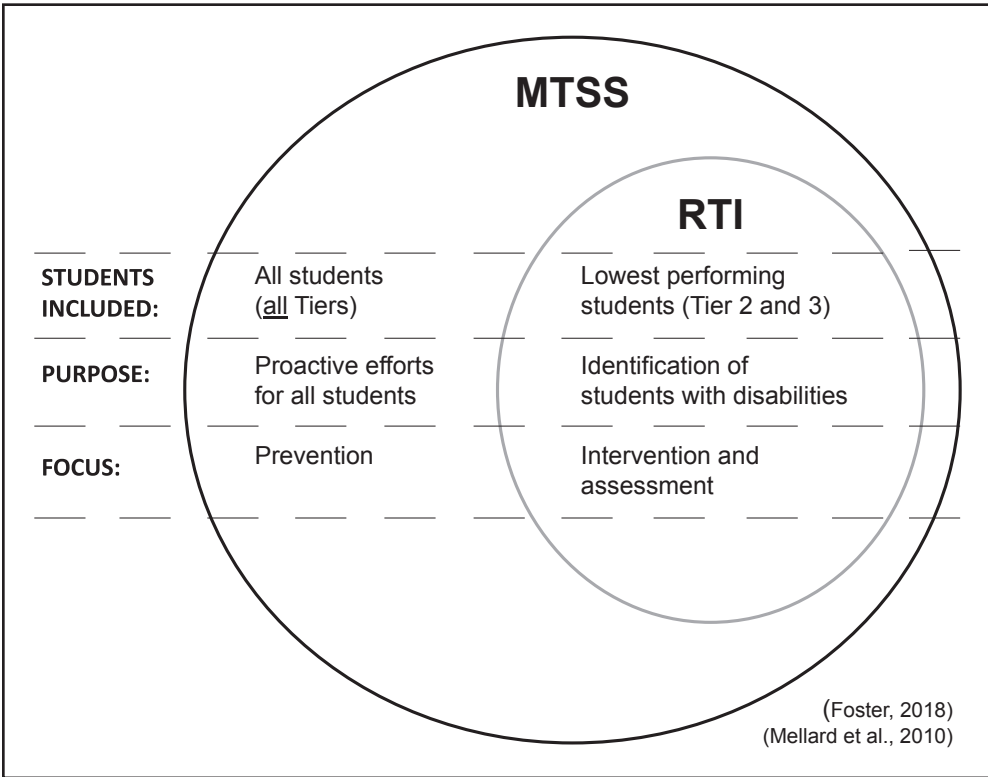 MTSS
RTI
STUDENTS
INCLUDED:
All students
(all Tiers)
Lowest performing
students (Tier 2 and 3)
PURPOSE:
Proactive efforts
for all students
Identification of
students with disabilities
FOCUS:
Prevention
Intervention and
assessment
(Foster, 2018)
(Mellard et al., 2010)